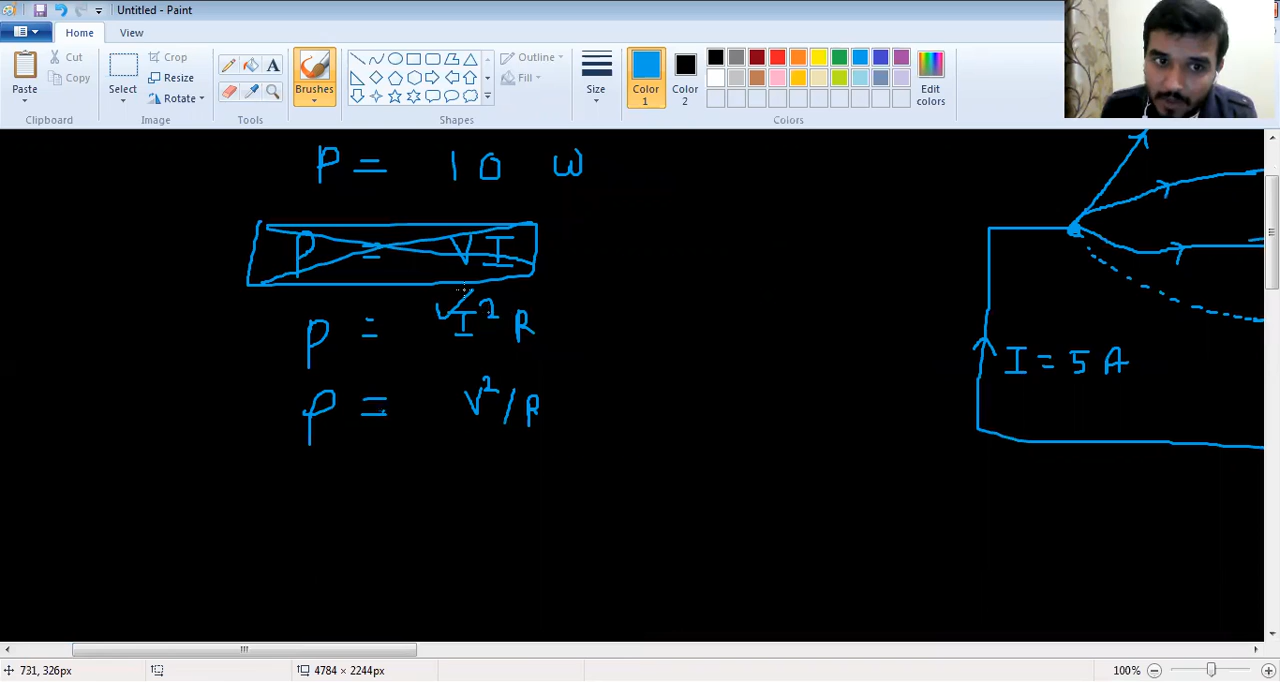 Untitled - Paint
Home View
Cut
Copy
Paste
Clipboard
Crop
Resize
Rotate
Select
Image
Tools
Brushes
Outline
Fill
Shapes
Size
Color 1
Color 2
Edit colors
Colors
P = 10 W
P = VI
P = I² R
P = V²/R
I = 5 A
731, 326px
4784 × 2244px
100%